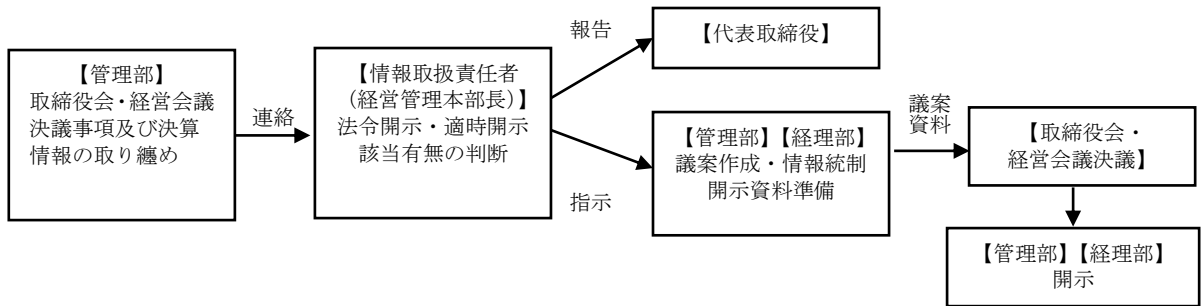 【管理部】
取締役会・経営会議
決議事項及び決算
情報の取り纏め
連絡
【情報取扱責任者
（経営管理本部長）】
法令開示・適時開示
該当有無の判断
報告
【代表取締役】
指示
【管理部】【経理部】
議案作成・情報統制
開示資料準備
議案
資料
【取締役会・
経営会議決議】
【管理部】【経理部】
開示